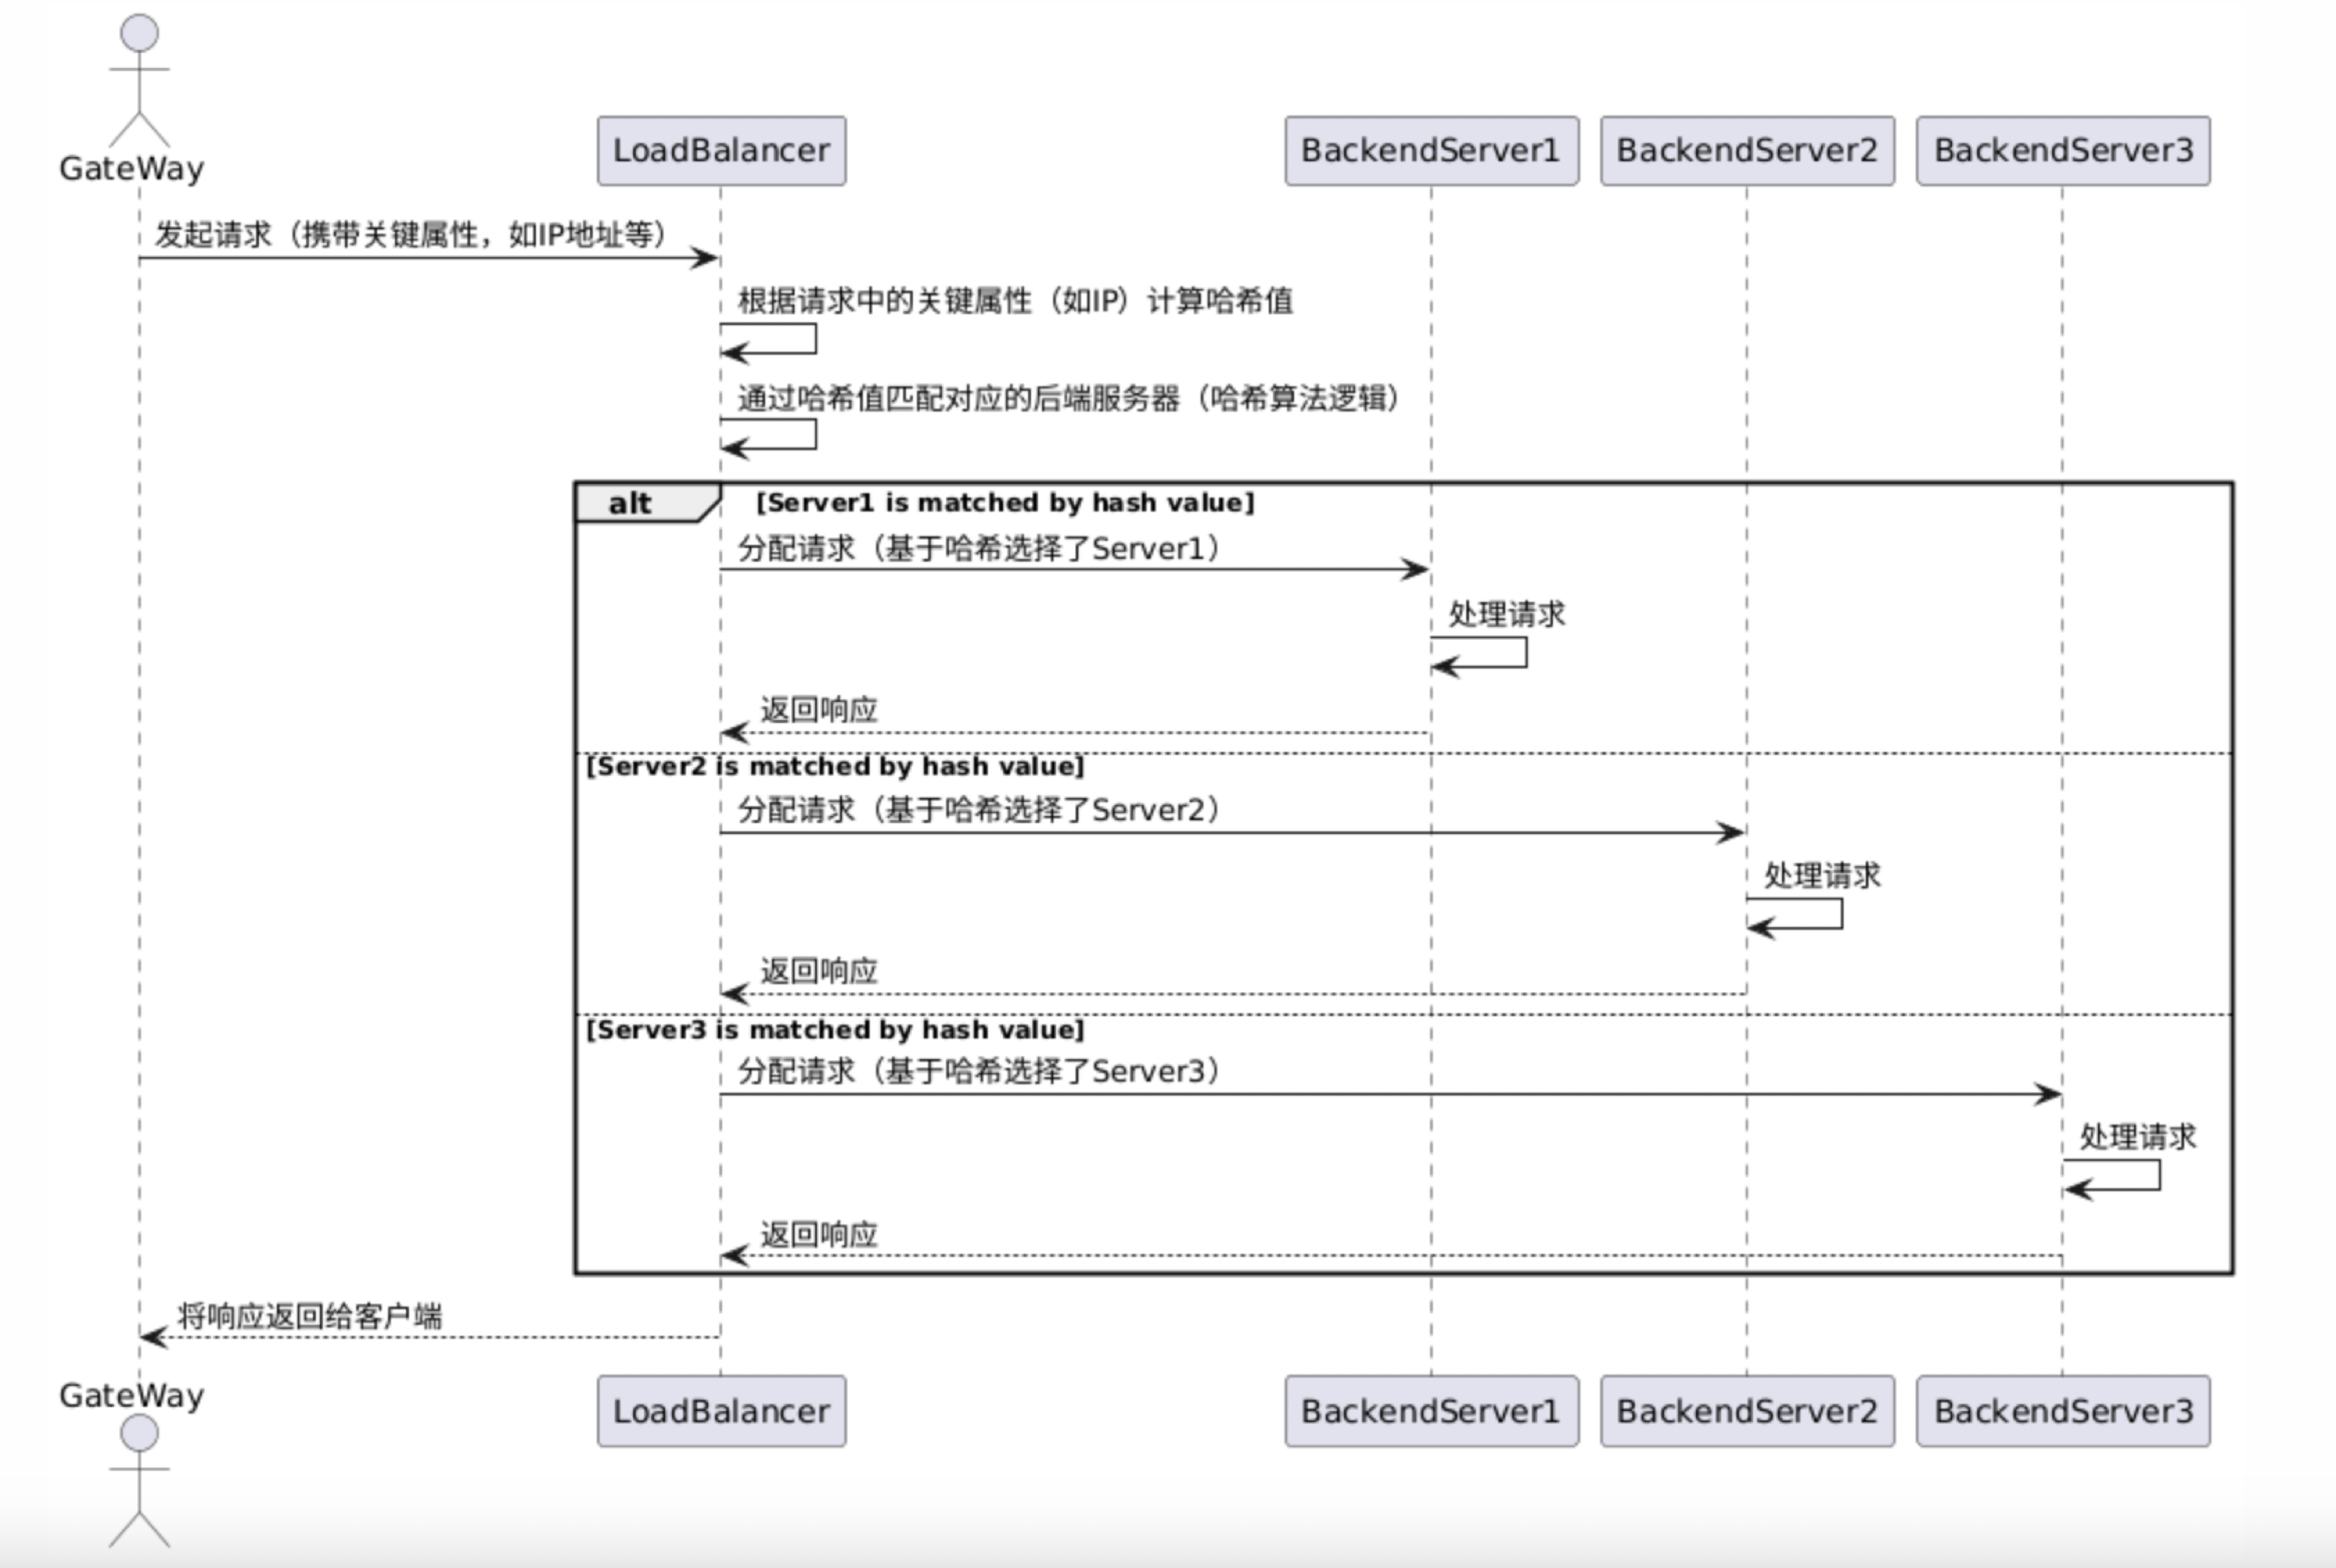 GateWay
LoadBalancer
BackendServer1
BackendServer2
BackendServer3
发起请求（携带关键属性，如IP地址等）
根据请求中的关键属性（如IP）计算哈希值
通过哈希值匹配对应的后端服务器（哈希算法逻辑）
alt
[Server1 is matched by hash value]
分配请求（基于哈希选择了Server1）
处理请求
返回响应
[Server2 is matched by hash value]
分配请求（基于哈希选择了Server2）
处理请求
返回响应
[Server3 is matched by hash value]
分配请求（基于哈希选择了Server3）
处理请求
返回响应
将响应返回给客户端
GateWay
LoadBalancer
BackendServer1
BackendServer2
BackendServer3